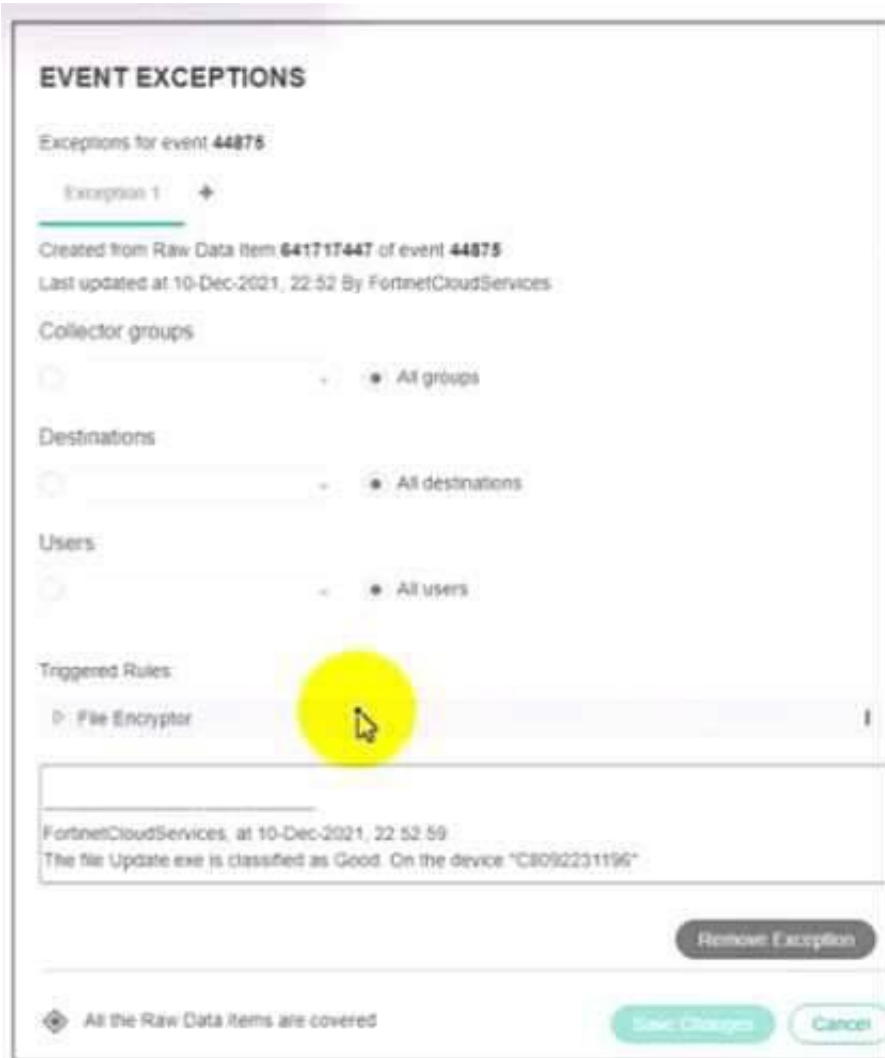 EVENT EXCEPTIONS
Exceptions for event 44875
Exception 1 +
Created from Raw Data Item 641717447 of event 44875
Last updated at 10-Dec-2021, 22:52 By FortinetCloudServices
Collector groups
All groups
Destinations
All destinations
Users
All users
Triggered Rules
File Encryptor
FortinetCloudServices, at 10-Dec-2021, 22:52:59
The file Update.exe is classified as Good. On the device "C8092231196"
Remove Exception
All the Raw Data Items are covered
Save Changes
Cancel